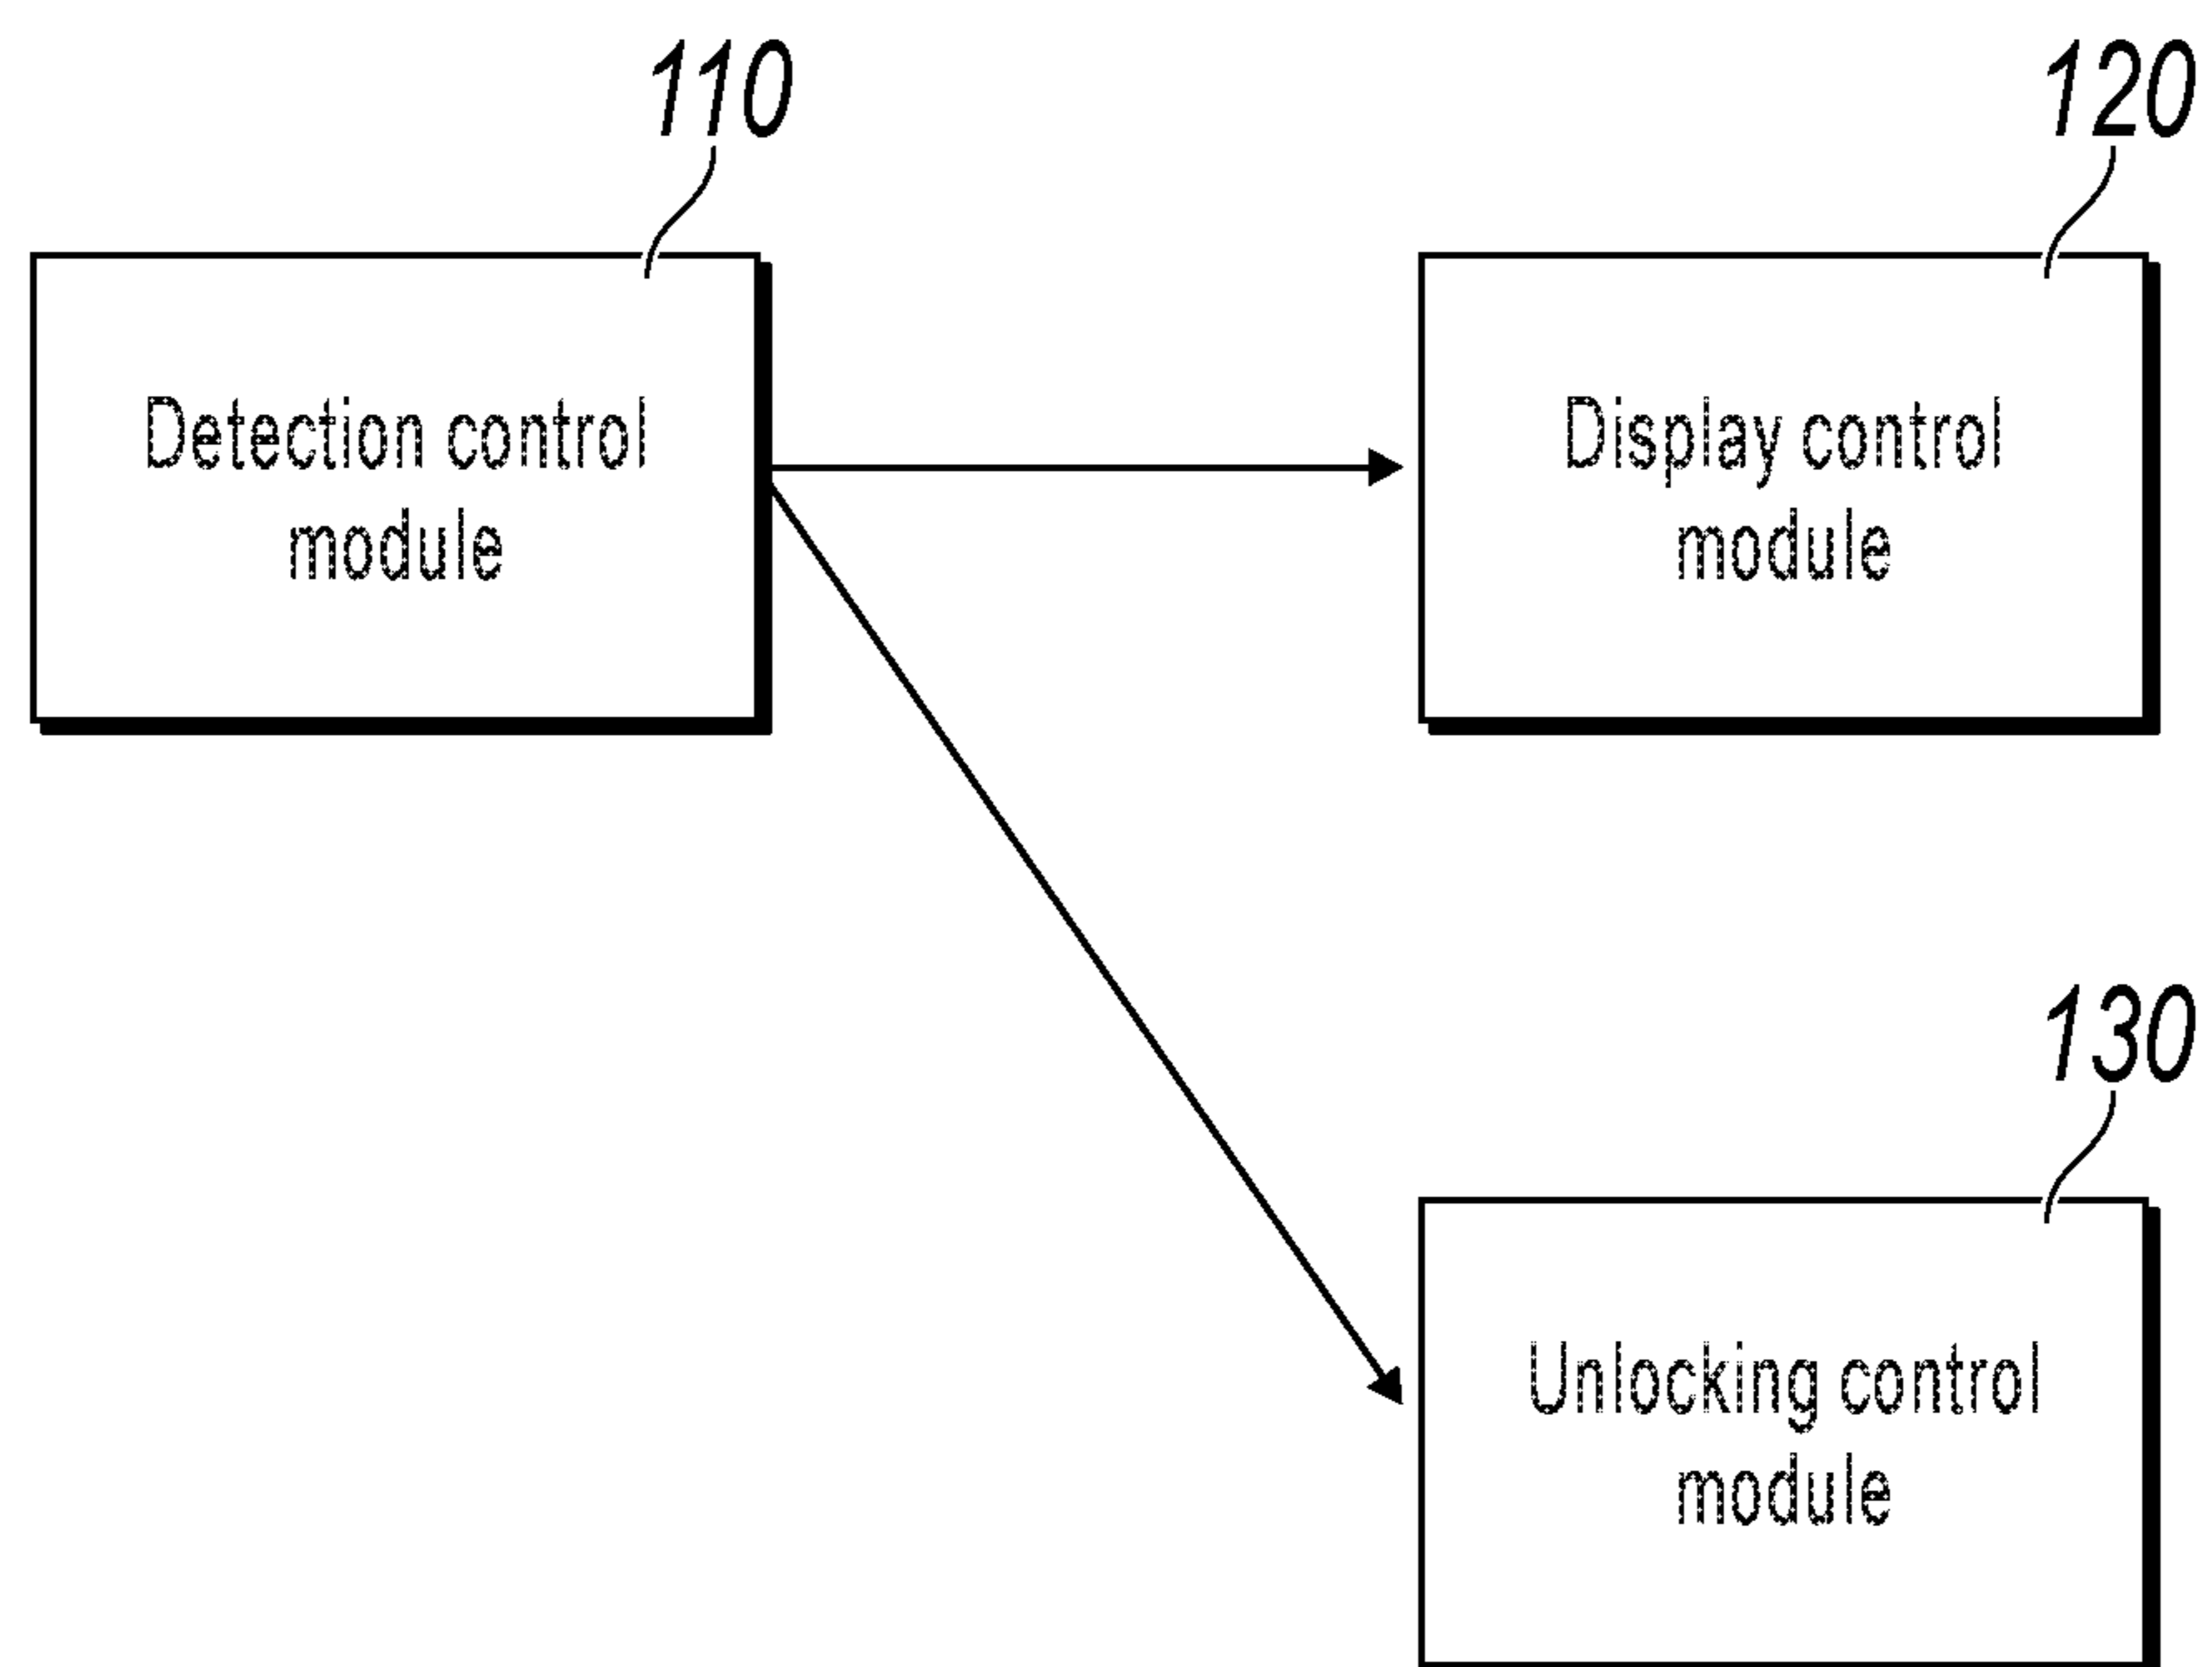 110
120
Detection control
module
Display control
module
130
Unlocking control
module